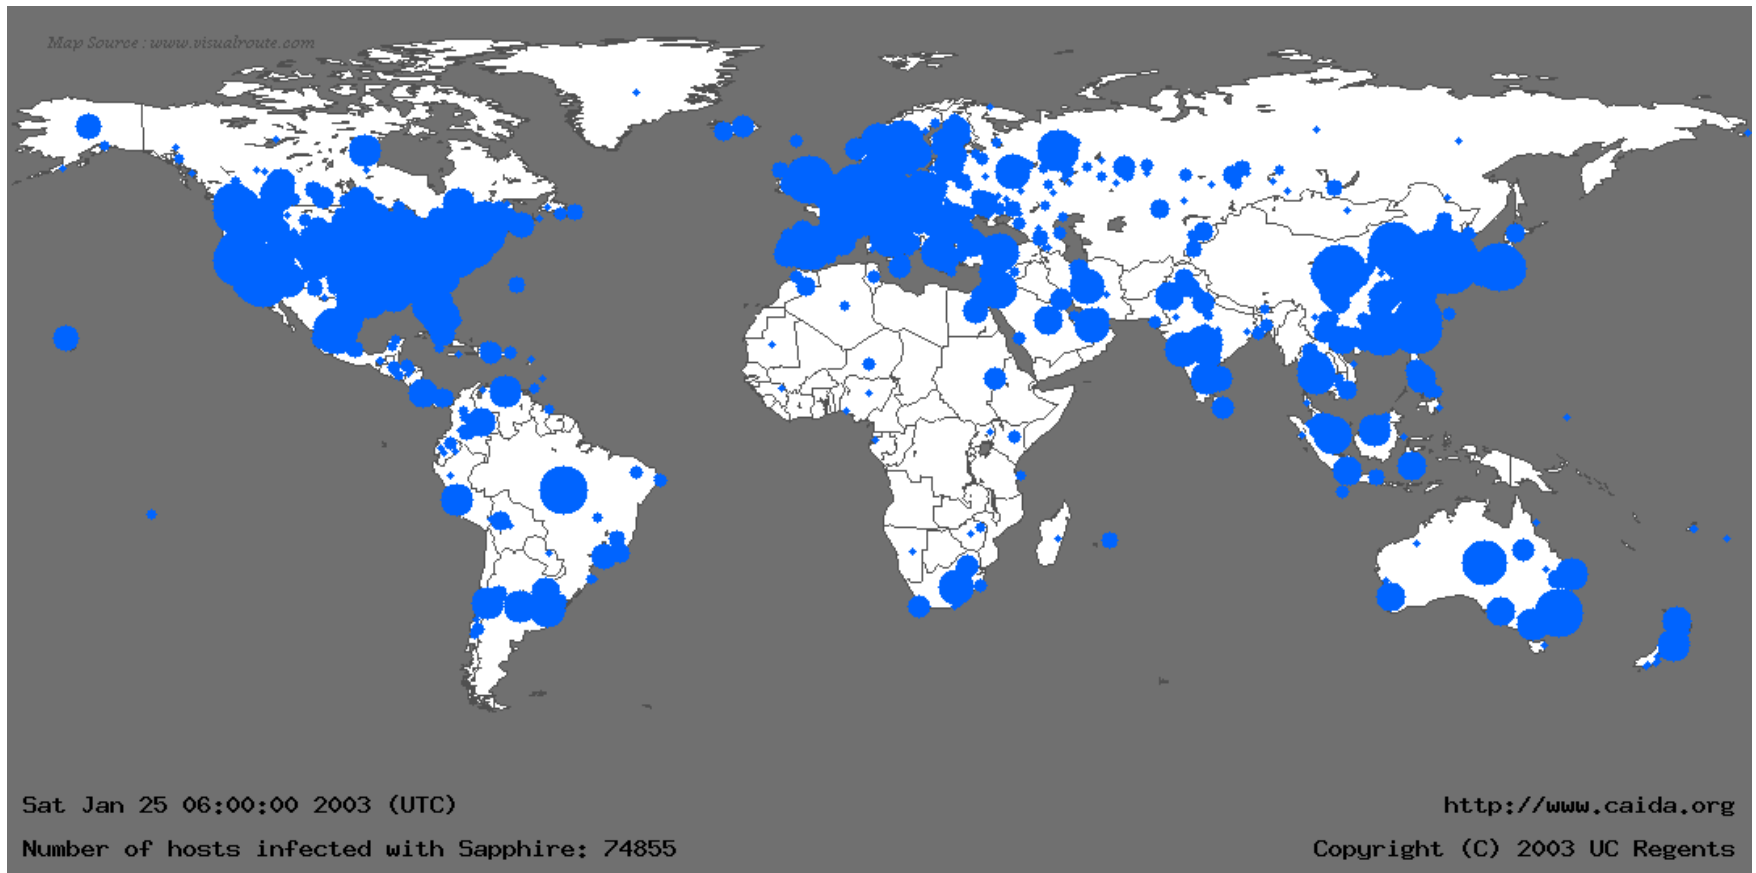 Map Source : www.visualroute.com
Sat Jan 25 06:00:00 2003 (UTC)
http://www.caida.org
Number of hosts infected with Sapphire: 74855
Copyright (C) 2003 UC Regents